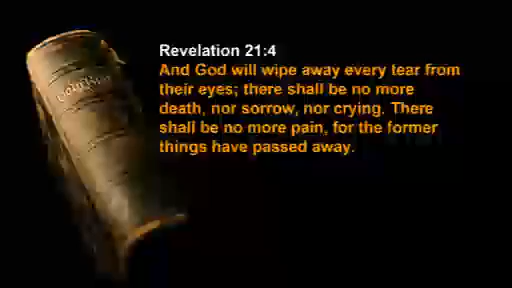 Revelation 21:4
And God will wipe away every tear from
their eyes; there shall be no more
death, nor sorrow, nor crying. There
shall be no more pain, for the former
things have passed away.